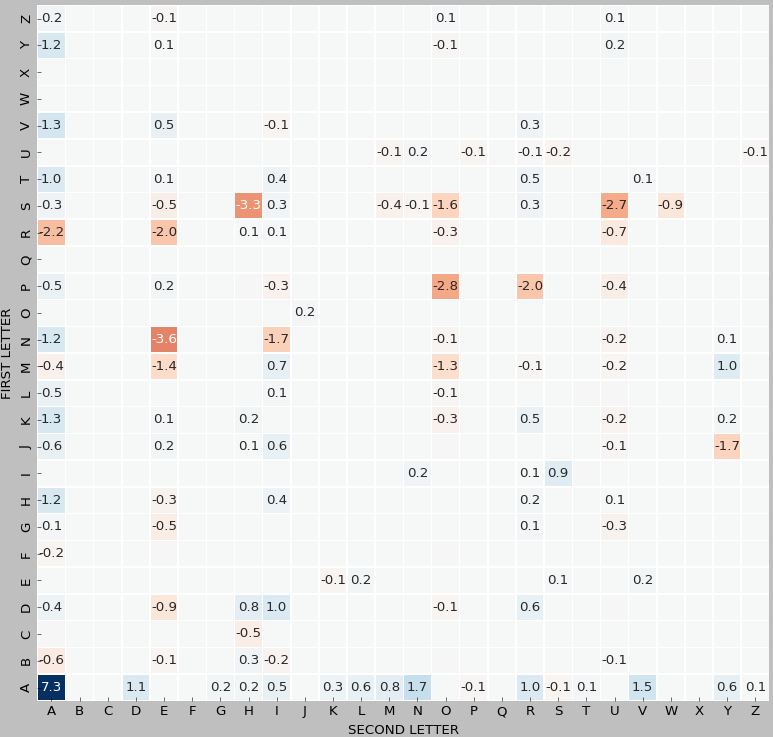 Z 0.2 -0.1 0.1 0.1
Y 1.2 0.1 -0.1 0.2
X
W
V 1.3 0.5 -0.1 0.3
U -0.1 0.2 -0.1 -0.1 -0.2 -0.1
T 1.0 0.1 0.4 0.5 0.1
S 0.3 -0.5 -3.3 0.3 -0.4 -0.1 -1.6 0.3 -2.7 -0.9
R -2.2 -2.0 0.1 0.1 -0.3 -0.7
Q
P 0.5 0.2 -0.3 -2.8 -2.0 -0.4
O 0.2
N 1.2 -3.6 -1.7 -0.1 -0.2 0.1
M -0.4 -1.4 0.7 -1.3 -0.1 -0.2 1.0
L 0.5 0.1 -0.1
K 1.3 0.1 0.2 -0.3 0.5 -0.2 0.2
J 0.6 0.2 0.1 0.6 -0.1 -1.7
I 0.2 0.1 0.9
H 1.2 -0.3 0.4 0.2 0.1
G 0.1 -0.5 0.1 -0.3
F -0.2
E -0.1 0.2 0.1 0.2
D 0.4 -0.9 0.8 1.0 -0.1 0.6
C -0.5
B -0.6 -0.1 0.3 -0.2 -0.1
A 7.3 1.1 0.2 0.2 0.5 0.3 0.6 0.8 1.7 -0.1 1.0 -0.1 0.1 1.5 0.6 0.1
FIRST LETTER
A B C D E F G H I J K L M N O P Q R S T U V W X Y Z
SECOND LETTER